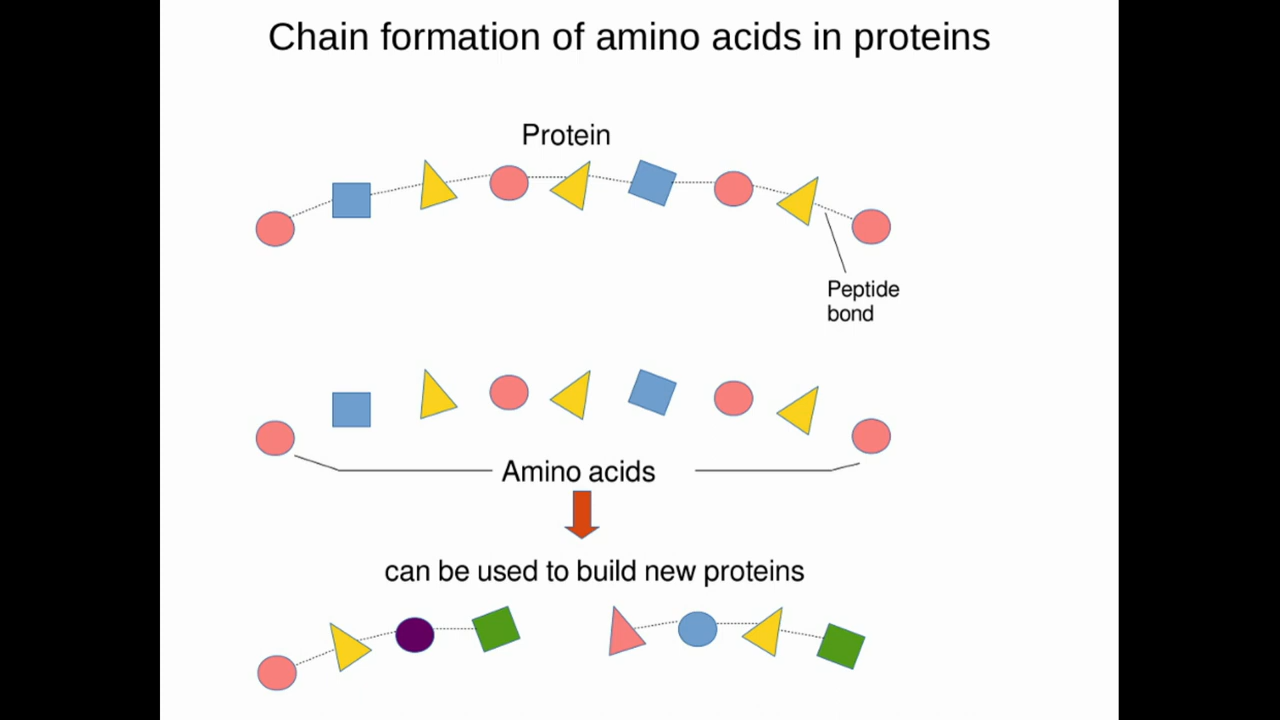 Chain formation of amino acids in proteins
Protein
Peptide
bond
Amino acids
can be used to build new proteins